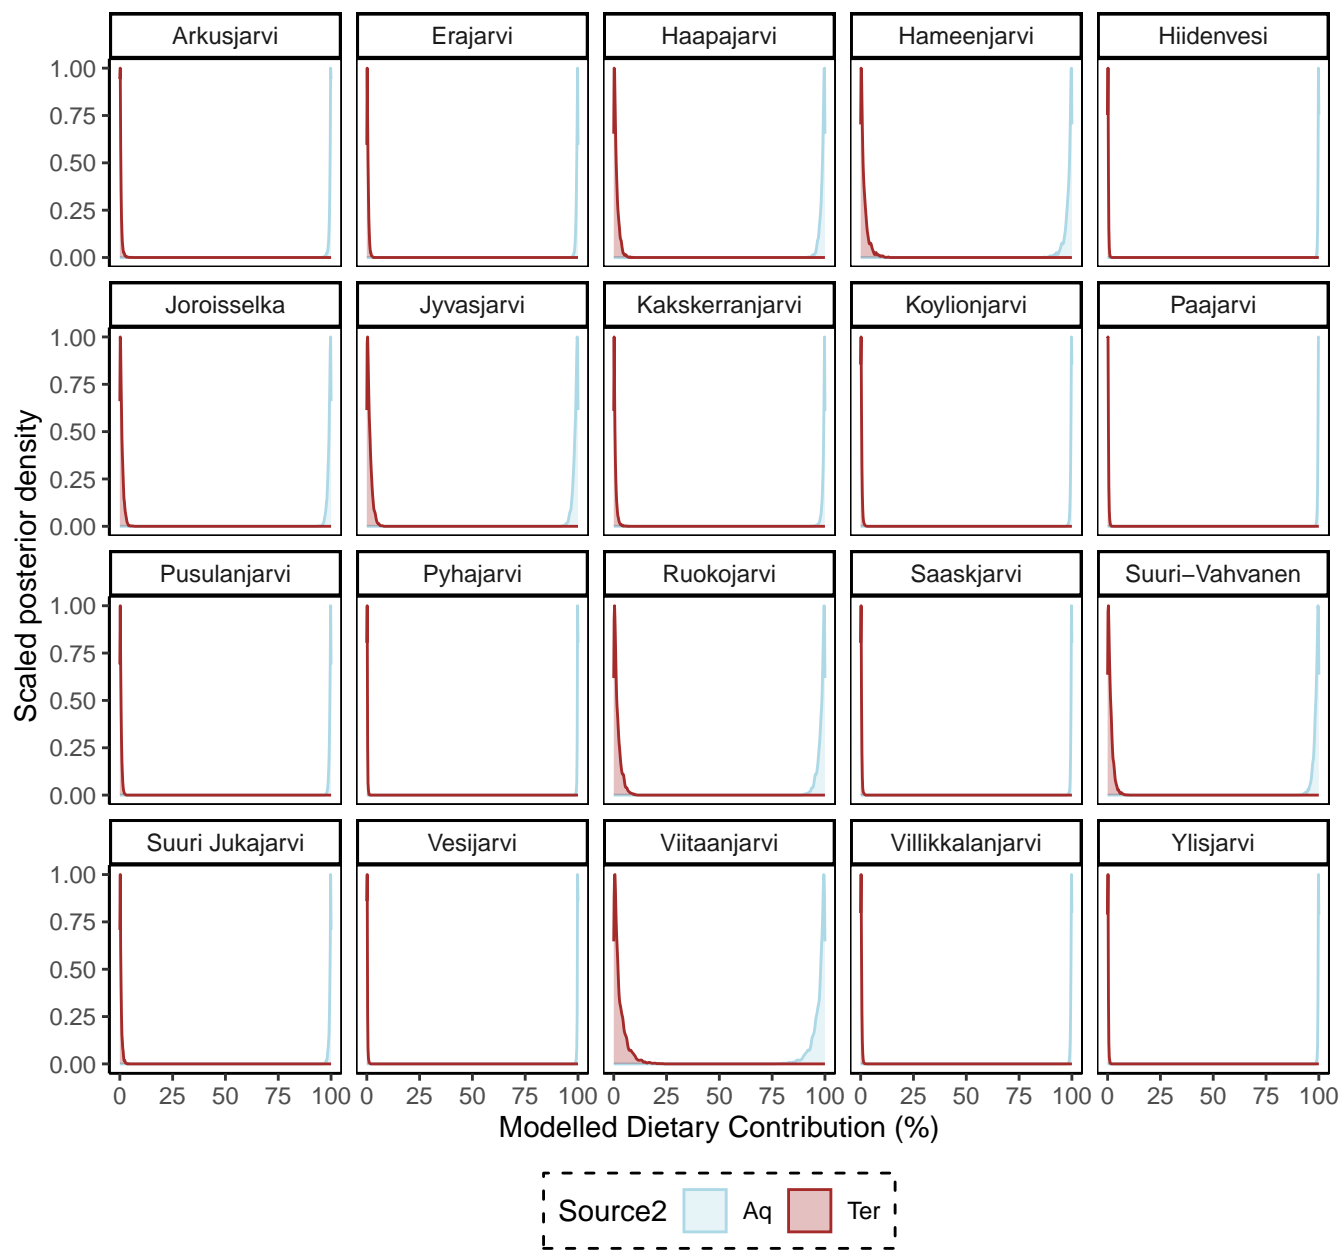 Arkusjarvi Erajarvi Haapajarvi Hameenjarvi Hiidenvesi
1.00
0.75
0.50
0.25
0.00
Joroisselka Jyvasjarvi Kakskerranjarvi Koylionjarvi Paajarvi
1.00
0.75
0.50
0.25
0.00
Scaled posterior density
Pusulanjarvi Pyhajarvi Ruokojarvi Saaskjarvi Suuri−Vahvanen
1.00
0.75
0.50
0.25
0.00
Suuri Jukajarvi Vesijarvi Viitaanjarvi Villikkalanjarvi Ylisjarvi
1.00
0.75
0.50
0.25
0.00
0 25 50 75 100 0 25 50 75 100 0 25 50 75 100 0 25 50 75 100 0 25 50 75 100
Modelled Dietary Contribution (%)
Source2 Aq Ter